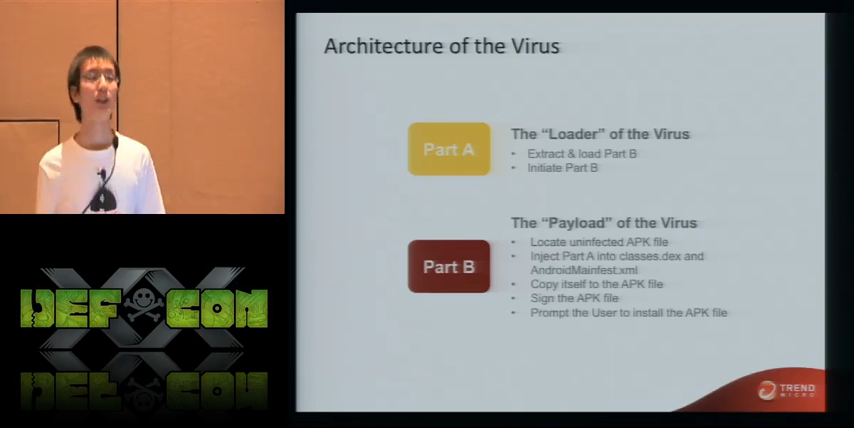 Architecture of the Virus
Part A
The “Loader” of the Virus
• Extract & load Part B
• Initiate Part B
Part B
The “Payload” of the Virus
• Locate uninfected APK file
• Inject Part A into classes.dex and
AndroidMainfest.xml
• Copy itself to the APK file
• Sign the APK file
• Prompt the User to install the APK file
DEF CON
XX
TREND
MICRO